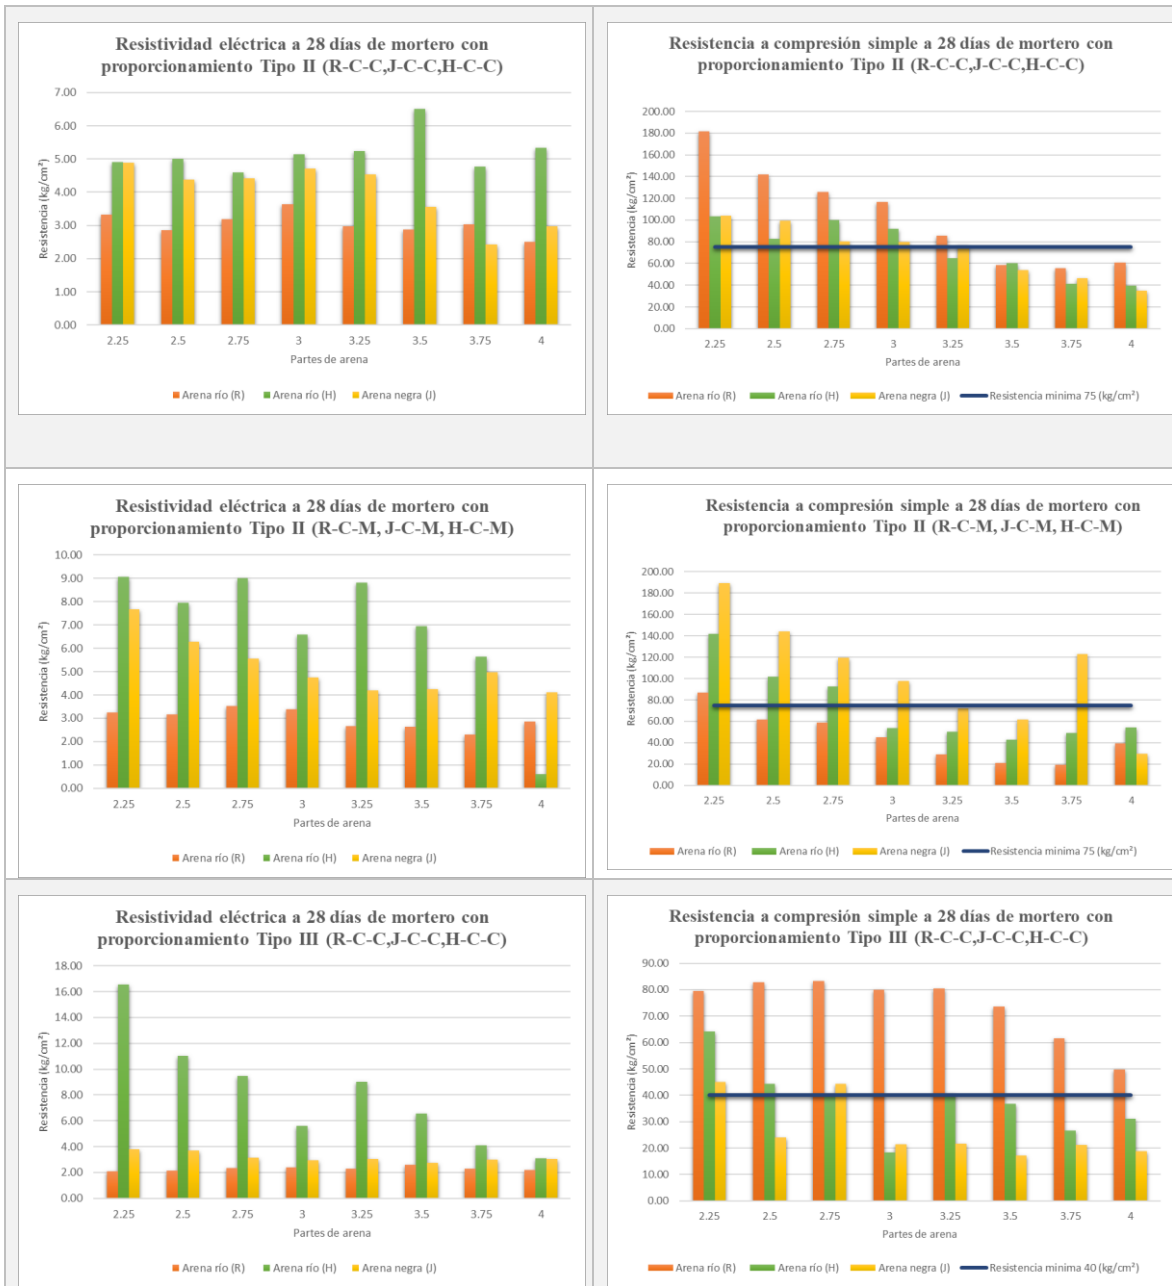 Resistividad eléctrica a 28 días de mortero con
proporcionamiento Tipo II (R-C-C,J-C-C,H-C-C)
Resistencia (kg/cm²)
7.00
6.00
5.00
4.00
3.00
2.00
1.00
0.00
2.25 2.5 2.75 3 3.25 3.5 3.75 4
Partes de arena
Arena río (R) Arena río (H) Arena negra (J)
Resistencia a compresión simple a 28 días de mortero con
proporcionamiento Tipo II (R-C-C,J-C-C,H-C-C)
Resistencia (kg/cm²)
200.00
180.00
160.00
140.00
120.00
100.00
80.00
60.00
40.00
20.00
0.00
2.25 2.5 2.75 3 3.25 3.5 3.75 4
Partes de arena
Arena río (R) Arena río (H) Arena negra (J) Resistencia minima 75 (kg/cm²)
Resistividad eléctrica a 28 días de mortero con
proporcionamiento Tipo II (R-C-M, J-C-M, H-C-M)
Resistencia (kg/cm²)
10.00
9.00
8.00
7.00
6.00
5.00
4.00
3.00
2.00
1.00
0.00
2.25 2.5 2.75 3 3.25 3.5 3.75 4
Partes de arena
Arena río (R) Arena río (H) Arena negra (J)
Resistencia a compresión simple a 28 días de mortero con
proporcionamiento Tipo II (R-C-M, J-C-M, H-C-M)
Resistencia (kg/cm²)
200.00
180.00
160.00
140.00
120.00
100.00
80.00
60.00
40.00
20.00
0.00
2.25 2.5 2.75 3 3.25 3.5 3.75 4
Partes de arena
Arena río (R) Arena río (H) Arena negra (J) Resistencia minima 75 (kg/cm²)
Resistividad eléctrica a 28 días de mortero con
proporcionamiento Tipo III (R-C-C,J-C-C,H-C-C)
Resistencia (kg/cm²)
18.00
16.00
14.00
12.00
10.00
8.00
6.00
4.00
2.00
0.00
2.25 2.5 2.75 3 3.25 3.5 3.75 4
Partes de arena
Arena río (R) Arena río (H) Arena negra (J)
Resistencia a compresión simple a 28 días de mortero con
proporcionamiento Tipo III (R-C-C,J-C-C,H-C-C)
Resistencia (kg/cm²)
90.00
80.00
70.00
60.00
50.00
40.00
30.00
20.00
10.00
0.00
2.25 2.5 2.75 3 3.25 3.5 3.75 4
Partes de arena
Arena río (R) Arena río (H) Arena negra (J) Resistencia minima 40 (kg/cm²)